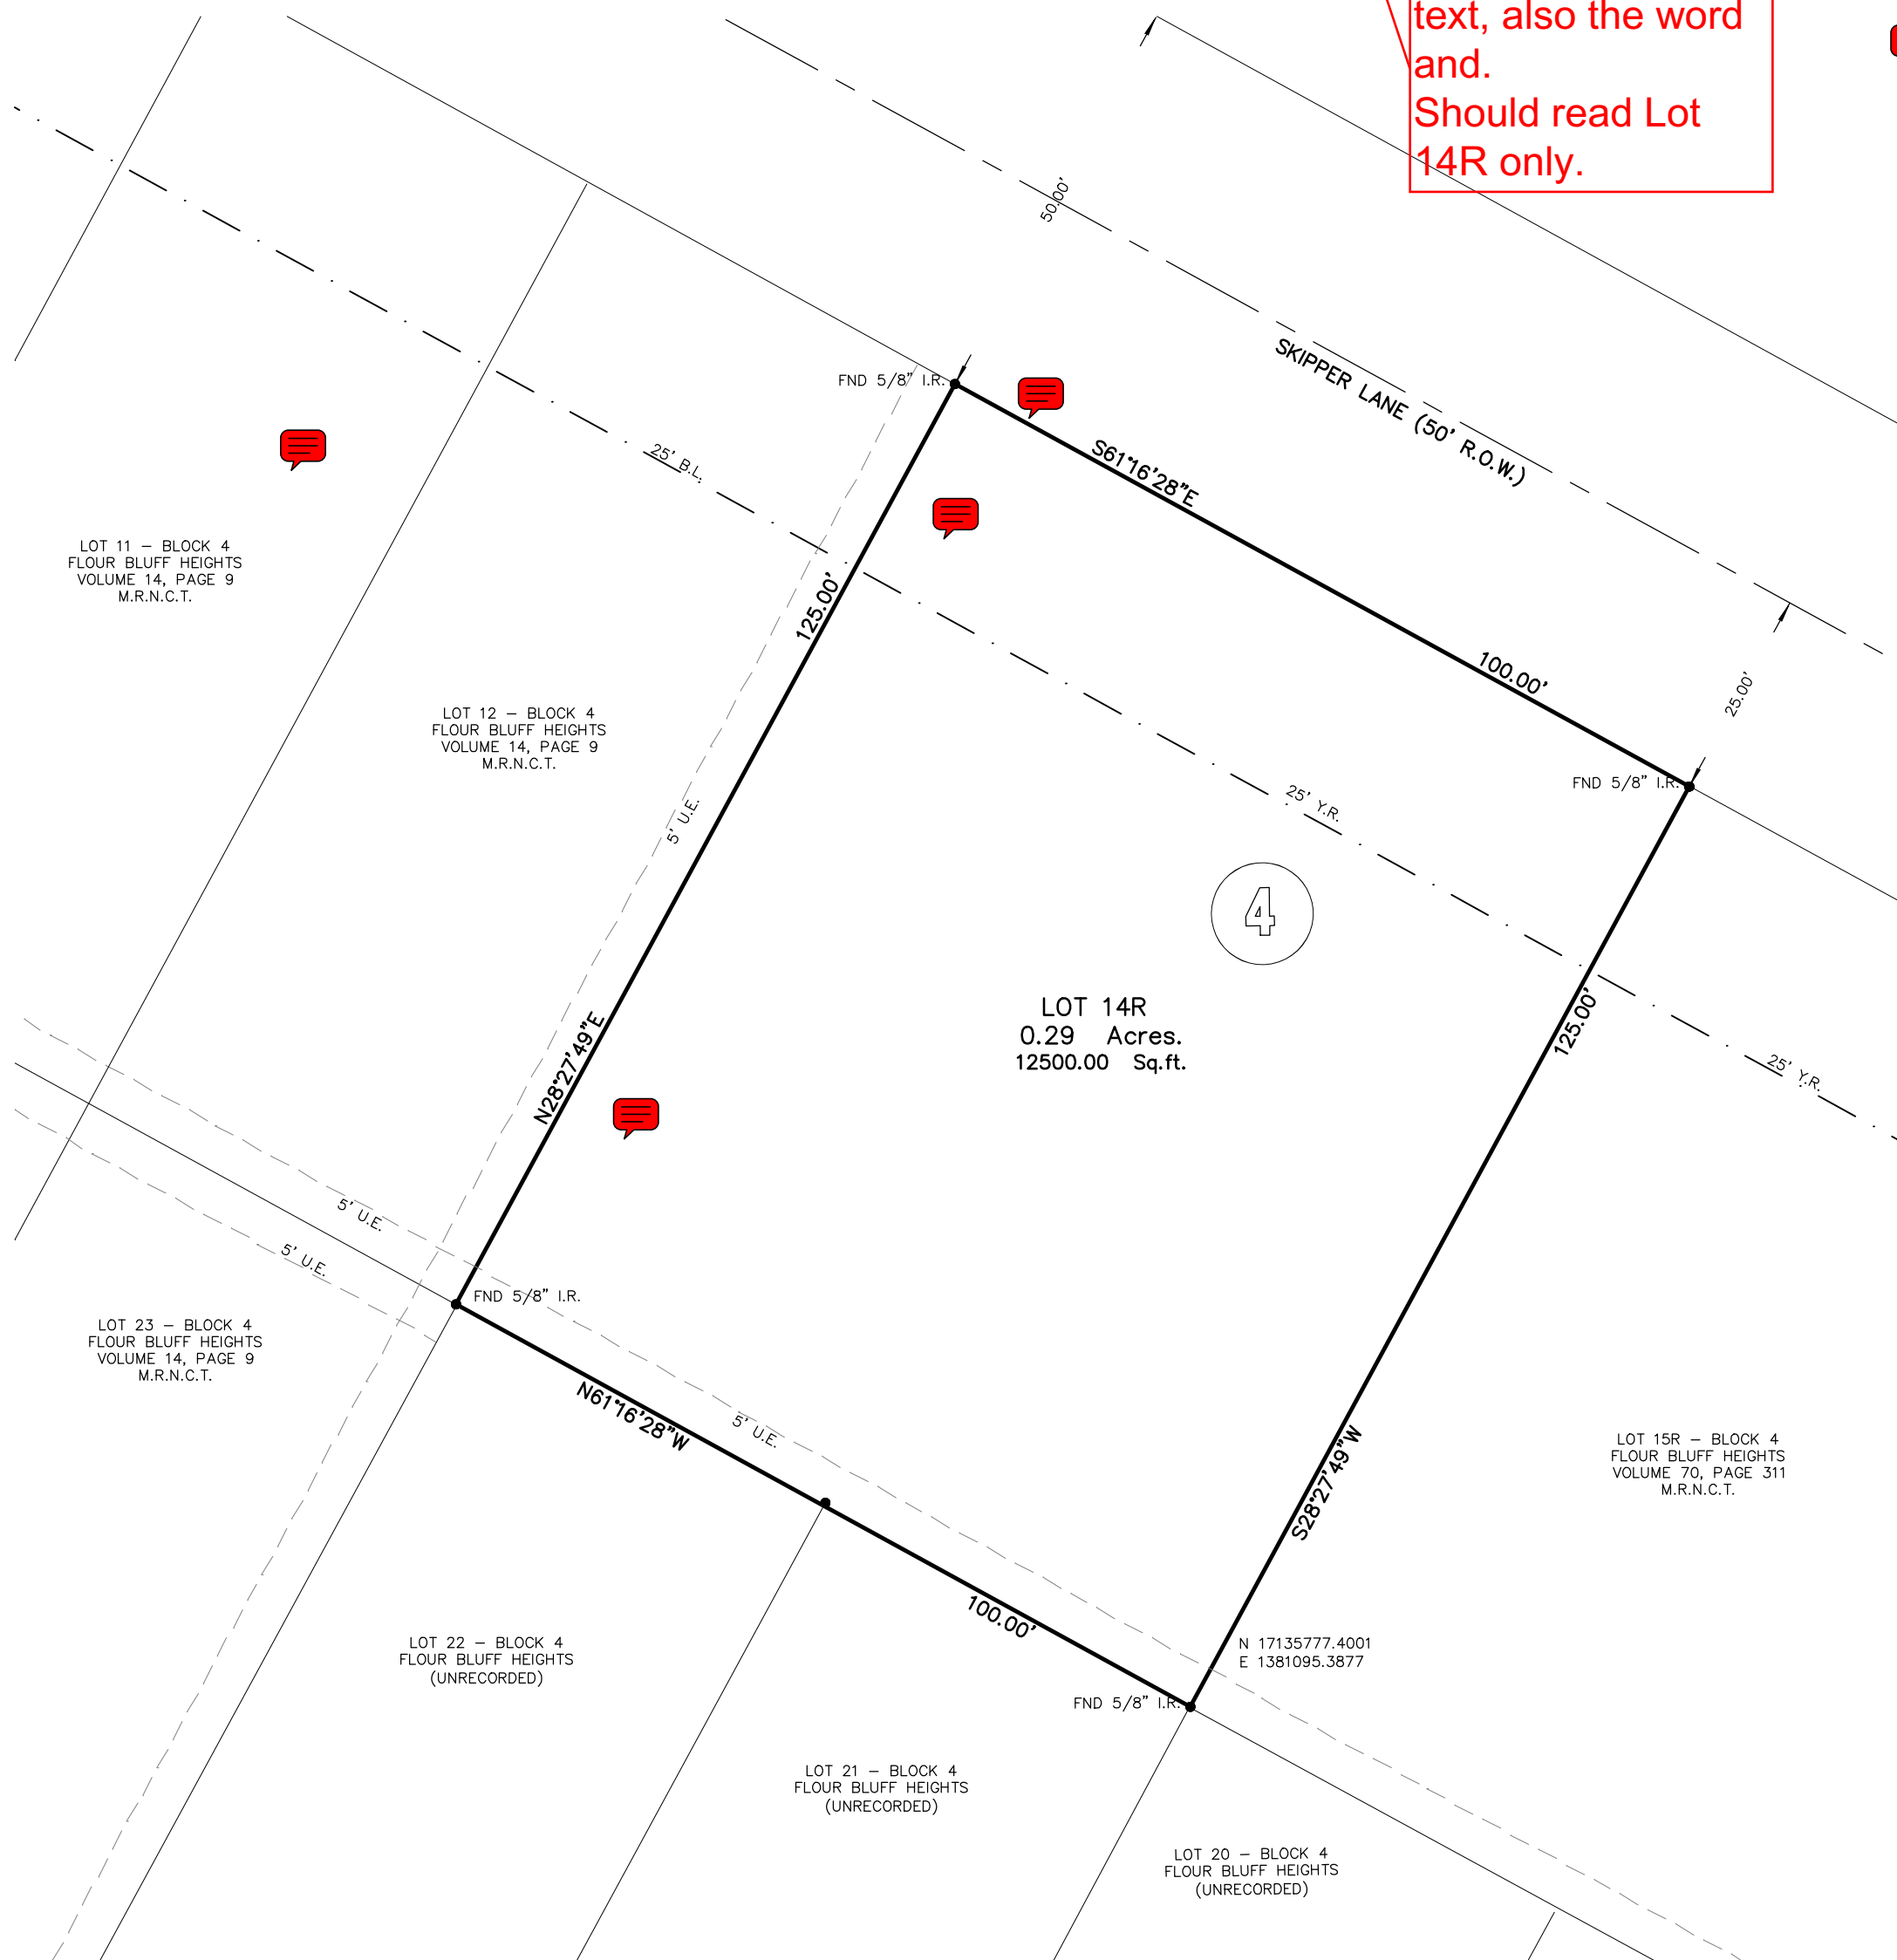 text, also the word
and.
Should read Lot
14R only.
50.00'
SKIPPER LANE (50' R.O.W.)
FND 5/8" I.R.
S61°16'28"E
100.00'
25.00'
25' B.L.
LOT 11 – BLOCK 4
FLOUR BLUFF HEIGHTS
VOLUME 14, PAGE 9
M.R.N.C.T.
125.00'
LOT 12 – BLOCK 4
FLOUR BLUFF HEIGHTS
VOLUME 14, PAGE 9
M.R.N.C.T.
5' U.E.
FND 5/8" I.R.
25' Y.R.
4
LOT 14R
0.29 Acres.
12500.00 Sq.ft.
125.00'
25' Y.R.
N28°27'49"E
5' U.E.
5' U.E.
FND 5/8" I.R.
LOT 23 – BLOCK 4
FLOUR BLUFF HEIGHTS
VOLUME 14, PAGE 9
M.R.N.C.T.
N61°16'28"W
5' U.E.
S28°27'49"W
LOT 15R – BLOCK 4
FLOUR BLUFF HEIGHTS
VOLUME 70, PAGE 311
M.R.N.C.T.
100.00'
LOT 22 – BLOCK 4
FLOUR BLUFF HEIGHTS
(UNRECORDED)
N 17135777.4001
E 1381095.3877
FND 5/8" I.R.
LOT 21 – BLOCK 4
FLOUR BLUFF HEIGHTS
(UNRECORDED)
LOT 20 – BLOCK 4
FLOUR BLUFF HEIGHTS
(UNRECORDED)